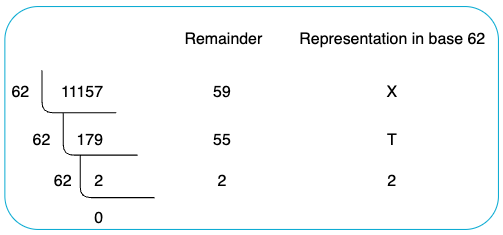 Remainder Representation in base 62
62 11157 59 X
62 179 55 T
62 2 2 2
0